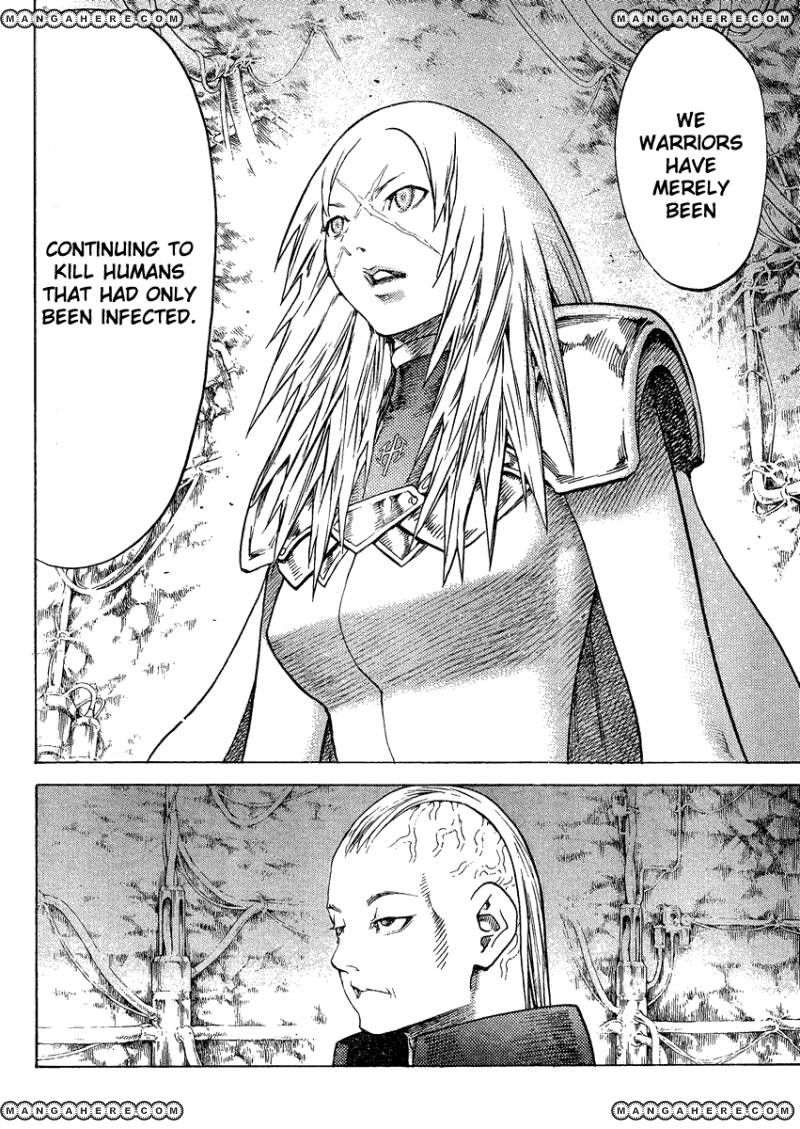 MANGAHERE.COM
MANGAHERE.COM
WE
WARRIORS
HAVE
MERELY
BEEN
CONTINUING TO
KILL HUMANS
THAT HAD ONLY
BEEN INFECTED.
MANGAHERE.COM
MANGAHERE.COM